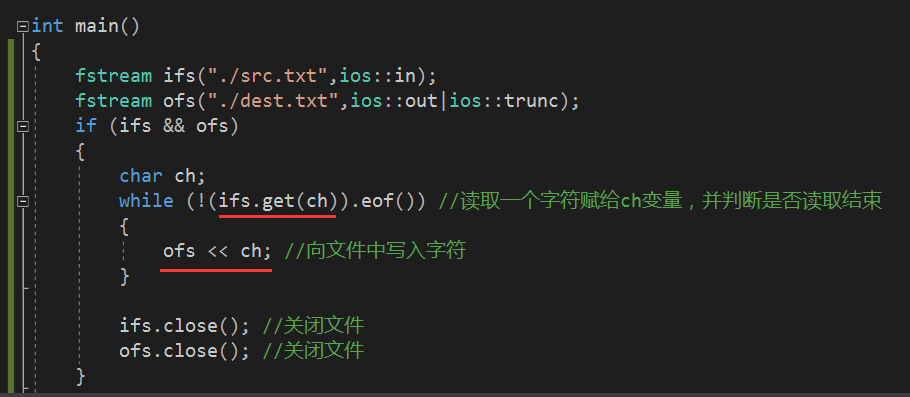 int main()
{
fstream ifs("./src.txt",ios::in);
fstream ofs("./dest.txt",ios::out|ios::trunc);
if (ifs && ofs)
{
char ch;
while (!(ifs.get(ch)).eof()) //读取一个字符赋给ch变量，并判断是否读取结束
{
ofs << ch; //向文件中写入字符
}
ifs.close(); //关闭文件
ofs.close(); //关闭文件
}